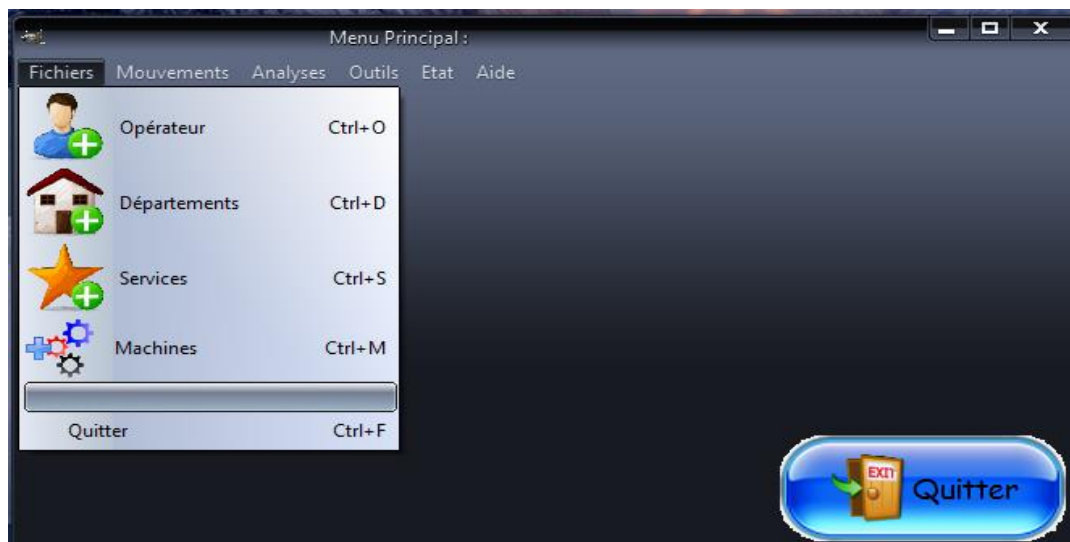 Menu Principal :
Fichiers Mouvements Analyses Outils Etat Aide
Opérateur Ctrl+O
Départements Ctrl+D
Services Ctrl+S
Machines Ctrl+M
Quitter Ctrl+F
EXIT
Quitter